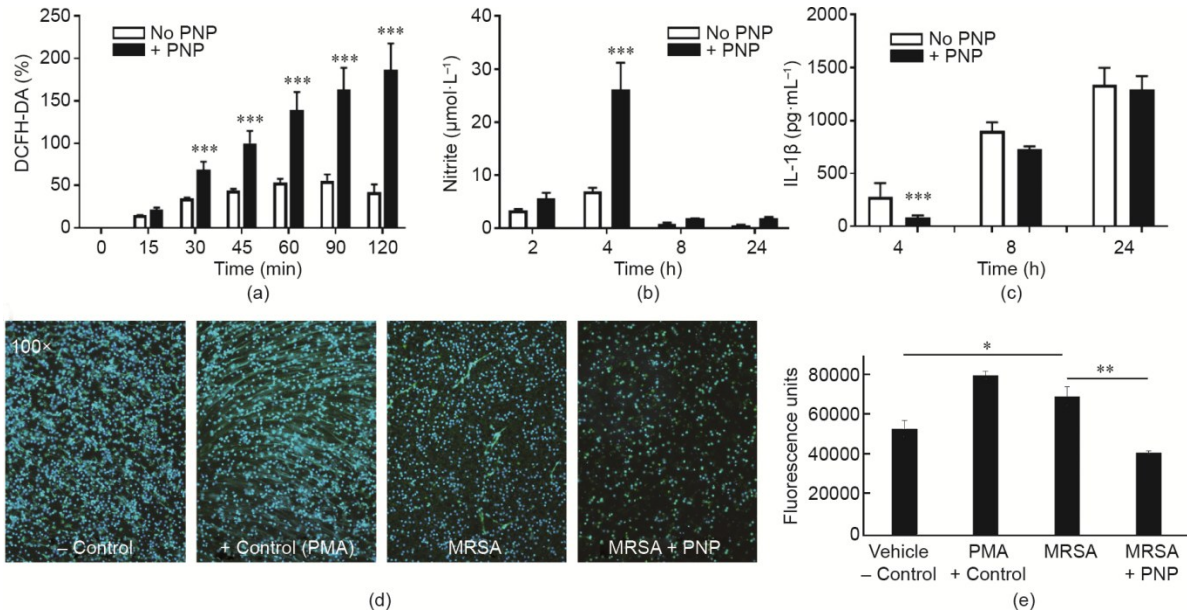 250
200
150
100
50
0
DCFH-DA (%)
No PNP
+ PNP
***
***
***
***
***
0 15 30 45 60 90 120
Time (min)
(a)
40
30
20
10
0
Nitrite (μmol·L⁻¹)
No PNP
+ PNP
***
2 4 8 24
Time (h)
(b)
2000
1500
1000
500
0
IL-1β (pg·mL⁻¹)
No PNP
+ PNP
***
4 8 24
Time (h)
(c)
100×
– Control
+ Control (PMA)
MRSA
MRSA + PNP
(d)
80000
60000
40000
20000
0
Fluorescence units
*
**
Vehicle
– Control
PMA
+ Control
MRSA
MRSA
+ PNP
(e)